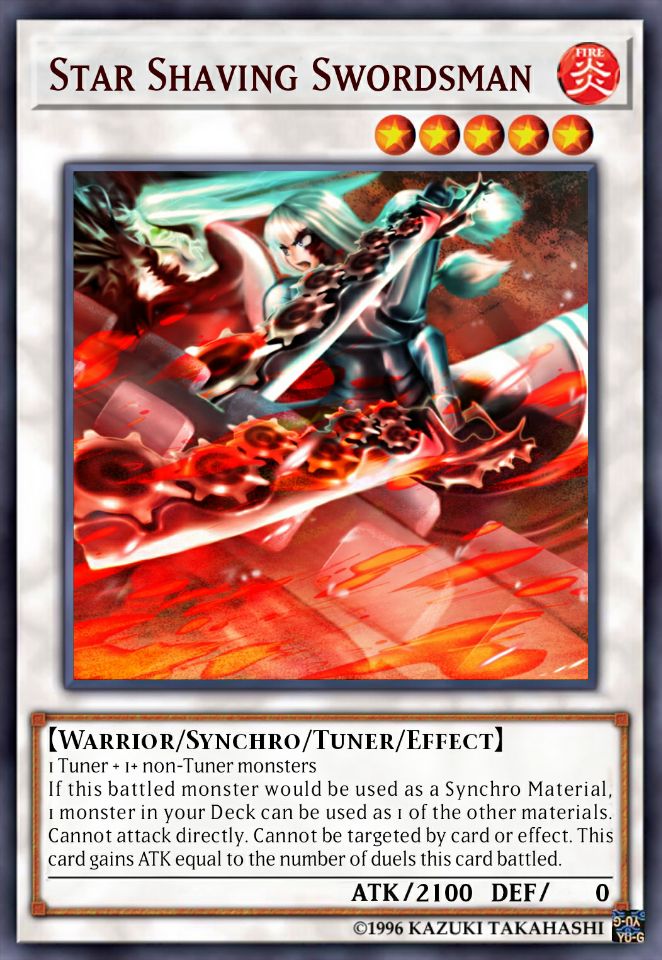 Star Shaving Swordsman
FIRE
炎
【Warrior/Synchro/Tuner/Effect】
1 Tuner + 1+ non-Tuner monsters
If this battled monster would be used as a Synchro Material,
1 monster in your Deck can be used as 1 of the other materials.
Cannot attack directly. Cannot be targeted by card or effect. This
card gains ATK equal to the number of duels this card battled.
ATK/2100 DEF/ 0
©1996 KAZUKI TAKAHASHI